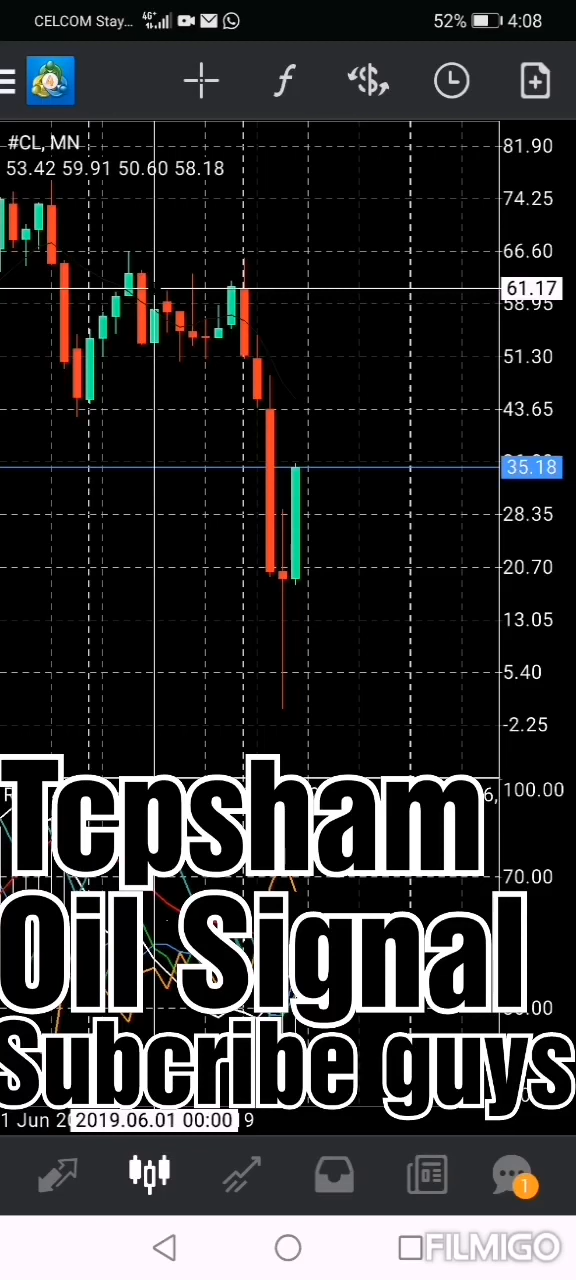 CELCOM Stay... 4G+ 52% 4:08
#CL, MN
53.42 59.91 50.60 58.18
81.90
74.25
66.60
61.17
58.95
51.30
43.65
35.18
28.35
20.70
13.05
5.40
-2.25
100.00
Tcpsham
70.00
Oil Signal
Subcribe guys
2019.06.01 00:00
1
FILMIGO